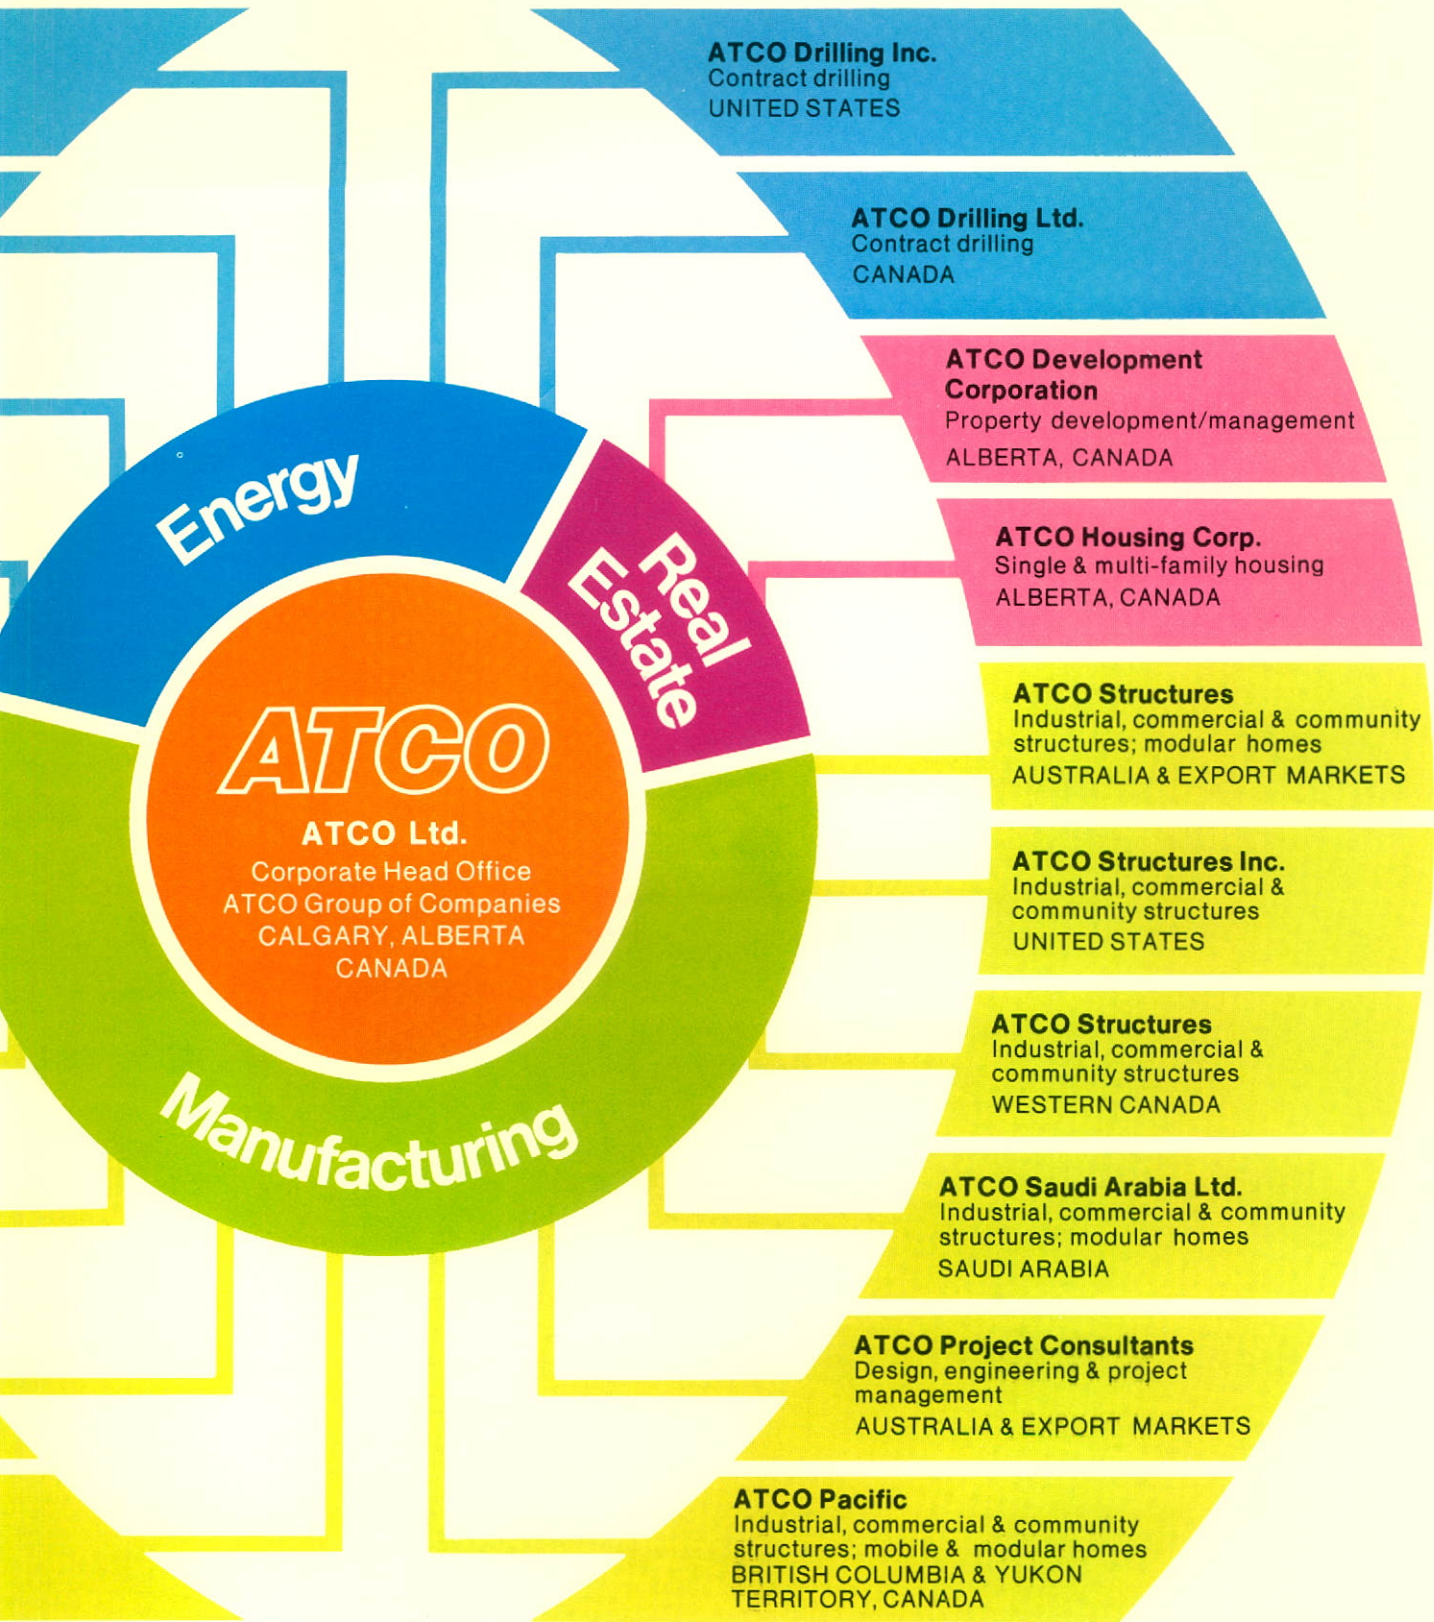 ATCO Drilling Inc.
Contract drilling
UNITED STATES
ATCO Drilling Ltd.
Contract drilling
CANADA
ATCO Development
Corporation
Property development/management
ALBERTA, CANADA
ATCO Housing Corp.
Single & multi-family housing
ALBERTA, CANADA
ATCO Structures
Industrial, commercial & community
structures; modular homes
AUSTRALIA & EXPORT MARKETS
ATCO Structures Inc.
Industrial, commercial &
community structures
UNITED STATES
ATCO Structures
Industrial, commercial &
community structures
WESTERN CANADA
ATCO Saudi Arabia Ltd.
Industrial, commercial & community
structures; modular homes
SAUDI ARABIA
ATCO Project Consultants
Design, engineering & project
management
AUSTRALIA & EXPORT MARKETS
ATCO Pacific
Industrial, commercial & community
structures; mobile & modular homes
BRITISH COLUMBIA & YUKON
TERRITORY, CANADA
Energy
Real
Estate
Manufacturing
ATCO
ATCO Ltd.
Corporate Head Office
ATCO Group of Companies
CALGARY, ALBERTA
CANADA